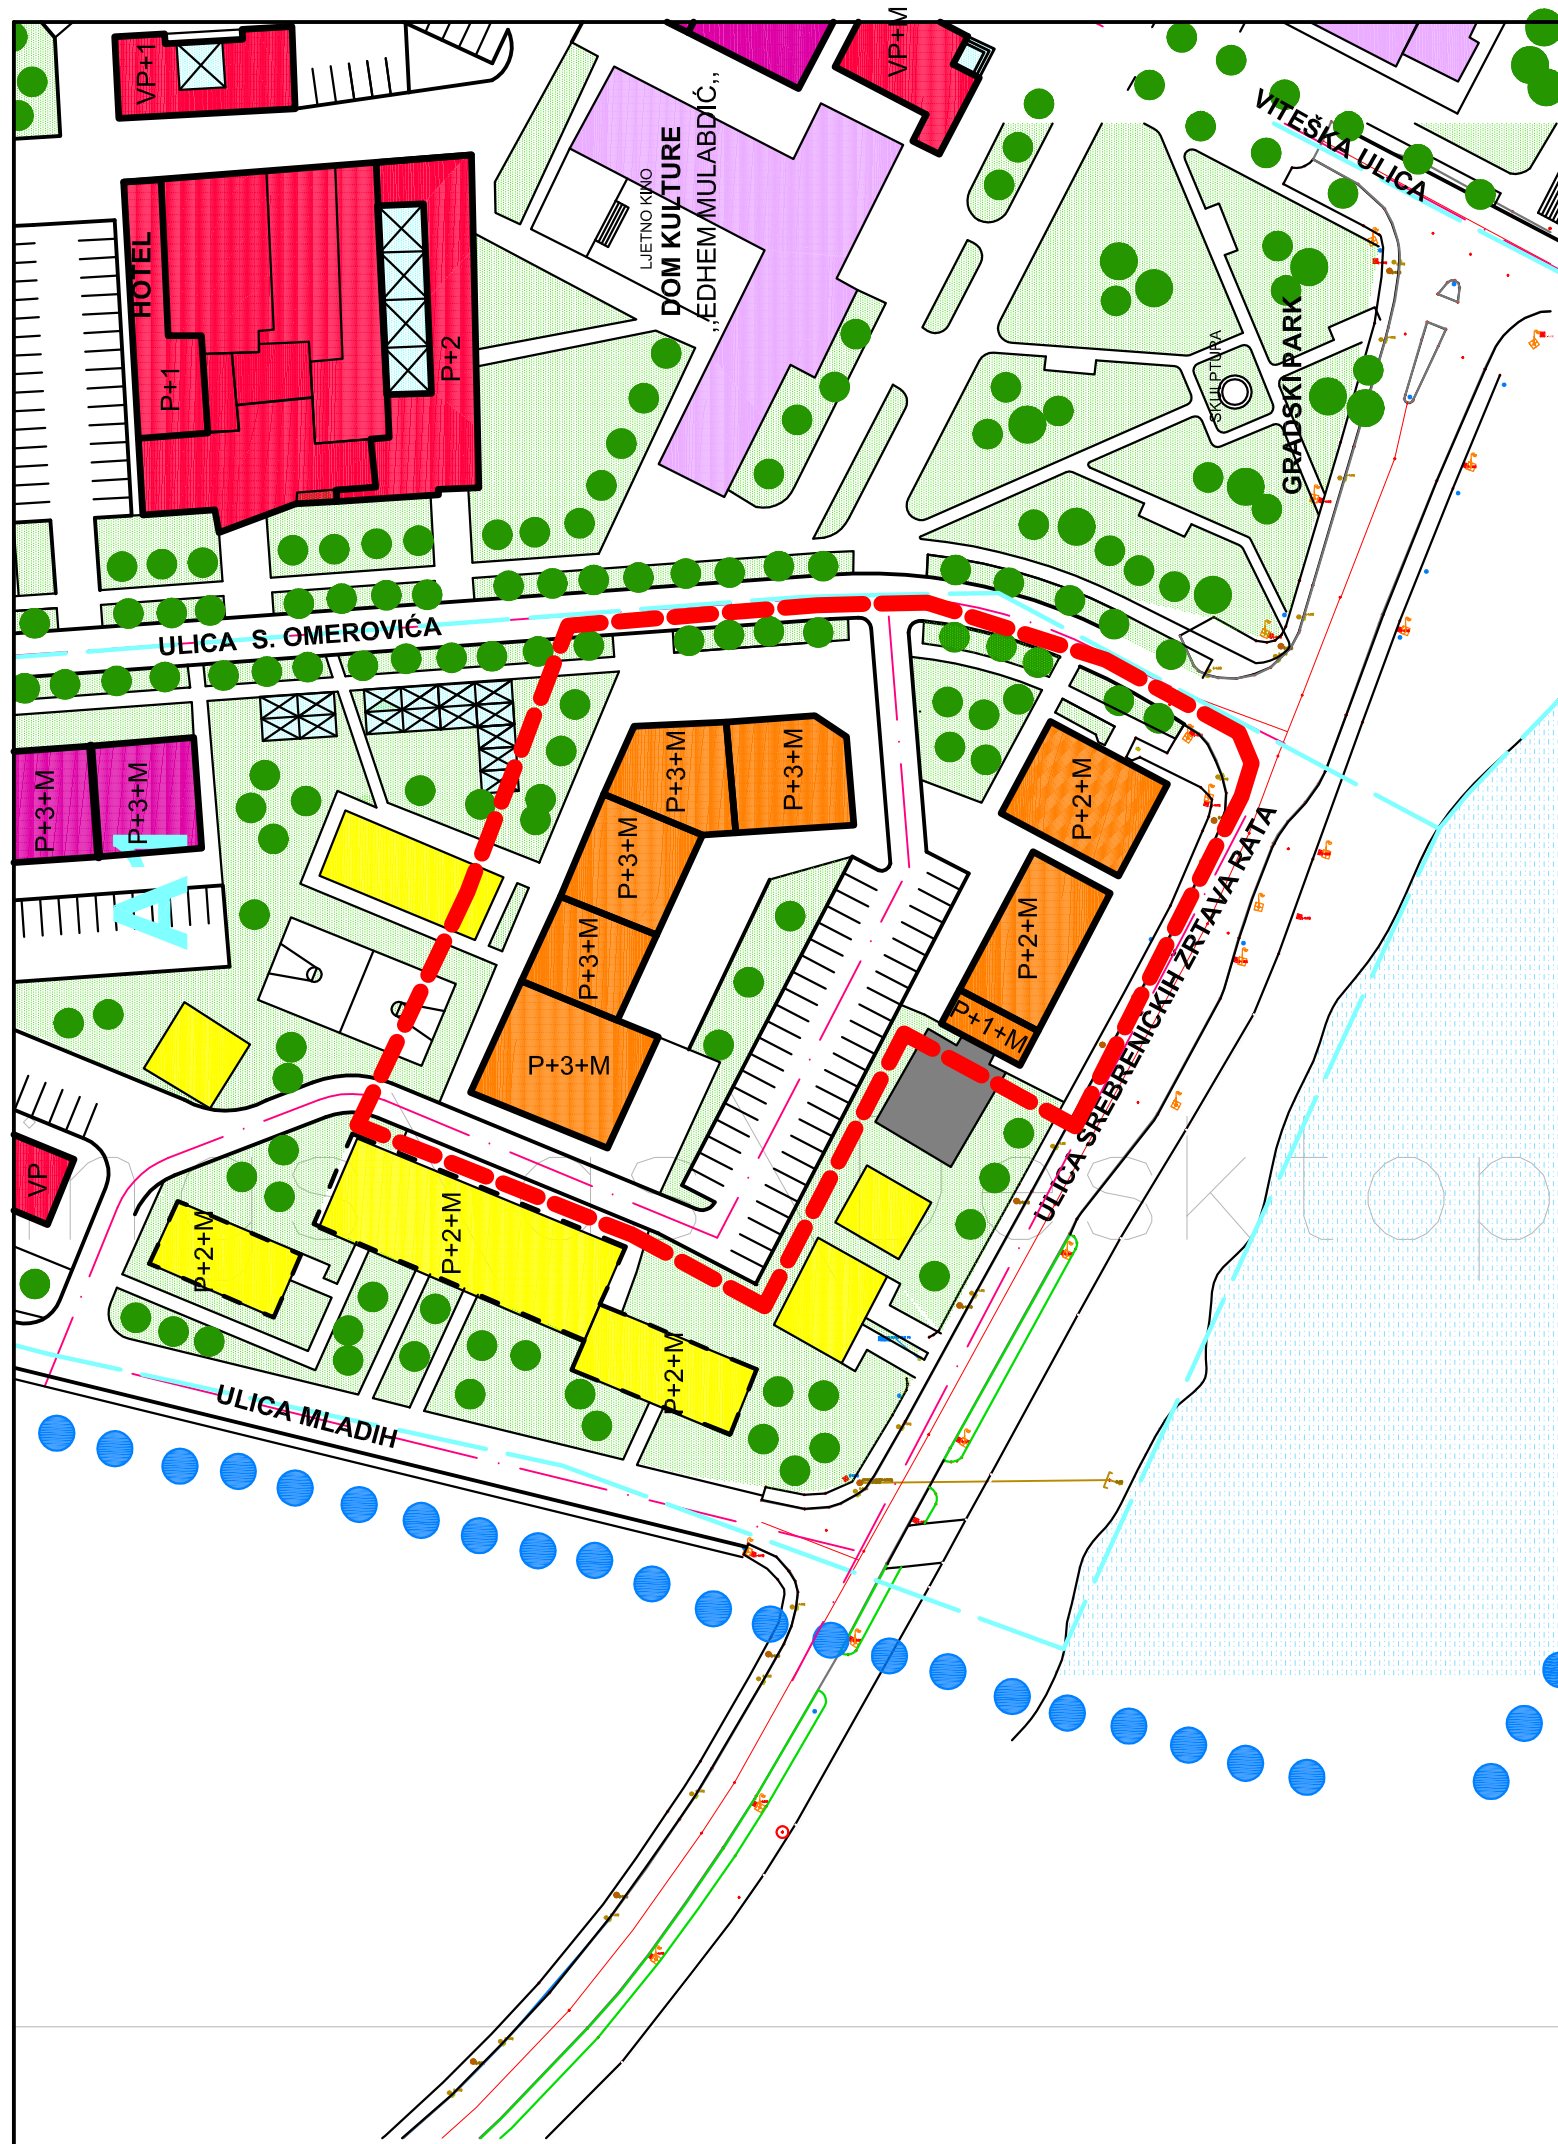 VP+M
VP+1
VITEŠKA ULICA
LJETNO KINO
DOM KULTURE
,,EDHEM MULABDIĆ,,
HOTEL
P+1
P+2
SKULPTURA
GRADSKI PARK
ULICA S. OMEROVIĆA
P+3+M
P+3+M
P+3+M
P+3+M
P+2+M
P+3+M
A 1
P+3+M
P+2+M
P+1+M
P+3+M
ULICA SREBRENIČKIH ZRTAVA RATA
VP
P+2+M
P+2+M
P+2+M
ULICA MLADIH